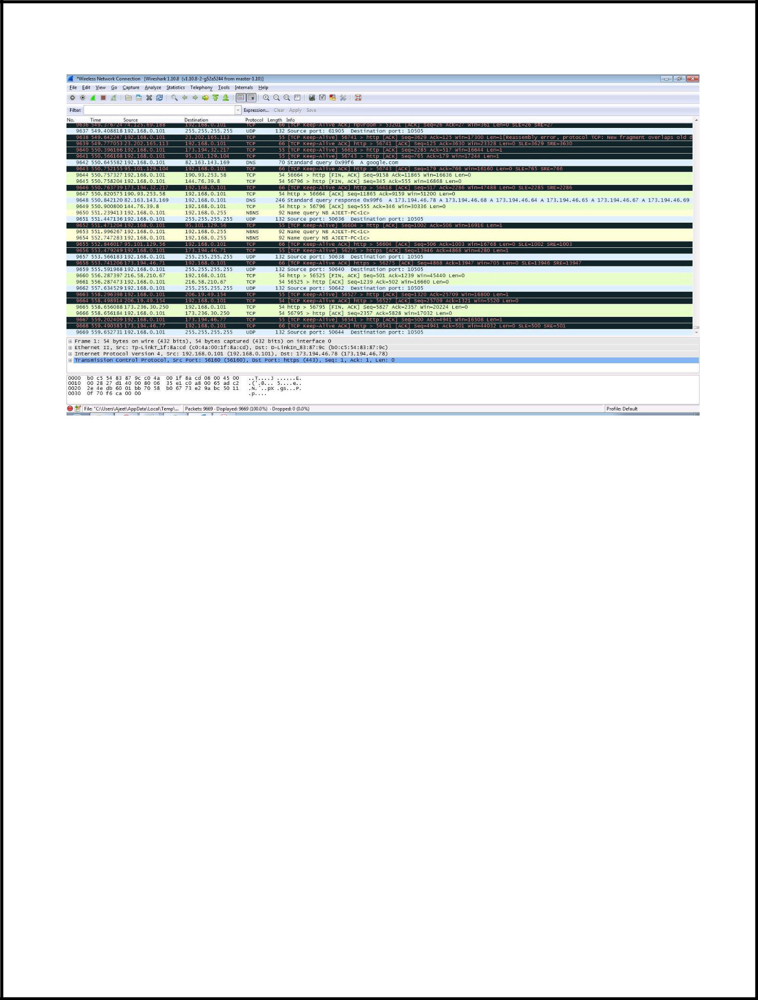 *Wireless Network Connection [Wireshark 1.10.8 (v1.10.8-2-g52a5244 from master-1.10)]
File Edit View Go Capture Analyze Statistics Telephony Tools Internals Help
Filter: Expression... Clear Apply Save
No. Time Source Destination Protocol Length Info
9636 549.376724 74.125.69.188 192.168.0.101 TCP 66 [TCP Keep-Alive ACK] hpvroom > 53201 [ACK] Seq=26 Ack=27 Win=361 Len=0 SLE=26 SRE=27
9637 549.408818 192.168.0.101 255.255.255.255 UDP 132 Source port: 61905 Destination port: 10505
9638 549.642247 192.168.0.101 23.202.165.113 TCP 55 [TCP Keep-Alive] 56741 > http [ACK] Seq=3629 Ack=125 Win=17300 Len=1[Reassembly error, protocol TCP: New fragment overlaps old d
9639 549.777053 23.202.165.113 192.168.0.101 TCP 66 [TCP Keep-Alive ACK] http > 56741 [ACK] Seq=125 Ack=3630 Win=23328 Len=0 SLE=3629 SRE=3630
9640 550.396166 192.168.0.101 173.194.32.217 TCP 55 [TCP Keep-Alive] 56618 > http [ACK] Seq=2285 Ack=517 Win=16644 Len=1
9641 550.566168 192.168.0.101 95.101.129.104 TCP 55 [TCP Keep-Alive] 56743 > http [ACK] Seq=765 Ack=179 Win=17244 Len=1
9642 550.645582 192.168.0.101 82.163.143.169 DNS 70 Standard query 0x99f6 A google.com
9643 550.752155 95.101.129.104 192.168.0.101 TCP 66 [TCP Keep-Alive ACK] http > 56743 [ACK] Seq=179 Ack=766 Win=16160 Len=0 SLE=765 SRE=766
9644 550.757327 192.168.0.101 190.93.253.58 TCP 54 56664 > http [FIN, ACK] Seq=9158 Ack=11865 Win=16636 Len=0
9645 550.758204 192.168.0.101 144.76.39.8 TCP 54 56796 > http [FIN, ACK] Seq=345 Ack=555 Win=16868 Len=0
9646 550.763739 173.194.32.217 192.168.0.101 TCP 66 [TCP Keep-Alive ACK] http > 56618 [ACK] Seq=517 Ack=2286 Win=47488 Len=0 SLE=2285 SRE=2286
9647 550.820575 190.93.253.58 192.168.0.101 TCP 54 http > 56664 [ACK] Seq=11865 Ack=9159 Win=51200 Len=0
9648 550.842120 82.163.143.169 192.168.0.101 DNS 246 Standard query response 0x99f6 A 173.194.46.78 A 173.194.46.68 A 173.194.46.64 A 173.194.46.65 A 173.194.46.67 A 173.194.46.69
9649 550.900800 144.76.39.8 192.168.0.101 TCP 54 http > 56796 [ACK] Seq=555 Ack=346 Win=30336 Len=0
9650 551.239413 192.168.0.101 192.168.0.255 NBNS 92 Name query NB AJEET-PC<1c>
9651 551.447136 192.168.0.101 255.255.255.255 UDP 132 Source port: 50636 Destination port: 10505
9652 551.471204 192.168.0.101 95.101.129.56 TCP 55 [TCP Keep-Alive] 56604 > http [ACK] Seq=1002 Ack=506 Win=16916 Len=1
9653 551.996267 192.168.0.101 192.168.0.255 NBNS 92 Name query NB AJEET-PC<1c>
9654 552.747283 192.168.0.101 192.168.0.255 NBNS 92 Name query NB AJEET-PC<1c>
9655 552.846017 95.101.129.56 192.168.0.101 TCP 66 [TCP Keep-Alive ACK] http > 56604 [ACK] Seq=506 Ack=1003 Win=16768 Len=0 SLE=1002 SRE=1003
9656 553.479249 192.168.0.101 173.194.46.71 TCP 55 [TCP Keep-Alive] 56275 > https [ACK] Seq=13946 Ack=4868 Win=4280 Len=1
9657 553.566183 192.168.0.101 255.255.255.255 UDP 132 Source port: 50638 Destination port: 10505
9658 553.741206 173.194.46.71 192.168.0.101 TCP 66 [TCP Keep-Alive ACK] https > 56275 [ACK] Seq=4868 Ack=13947 Win=705 Len=0 SLE=13946 SRE=13947
9659 555.591968 192.168.0.101 255.255.255.255 UDP 132 Source port: 50640 Destination port: 10505
9660 556.287397 216.58.210.67 192.168.0.101 TCP 54 http > 56525 [FIN, ACK] Seq=501 Ack=1239 Win=45440 Len=0
9661 556.287473 192.168.0.101 216.58.210.67 TCP 54 56525 > http [ACK] Seq=1239 Ack=502 Win=16660 Len=0
9662 557.634529 192.168.0.101 255.255.255.255 UDP 132 Source port: 50642 Destination port: 10505
9663 558.296398 192.168.0.101 206.19.49.154 TCP 55 [TCP Keep-Alive] 56527 > http [ACK] Seq=1320 Ack=25709 Win=16800 Len=1
9664 558.498914 206.19.49.154 192.168.0.101 TCP 54 [TCP Keep-Alive ACK] http > 56527 [ACK] Seq=25709 Ack=1321 Win=5520 Len=0
9665 558.656088 173.236.30.250 192.168.0.101 TCP 54 http > 56795 [FIN, ACK] Seq=5827 Ack=2357 Win=20224 Len=0
9666 558.656184 192.168.0.101 173.236.30.250 TCP 54 56795 > http [ACK] Seq=2357 Ack=5828 Win=17032 Len=0
9667 559.202409 192.168.0.101 173.194.46.77 TCP 55 [TCP Keep-Alive] 56541 > http [ACK] Seq=500 Ack=4941 Win=16508 Len=1
9668 559.490385 173.194.46.77 192.168.0.101 TCP 66 [TCP Keep-Alive ACK] http > 56541 [ACK] Seq=4941 Ack=501 Win=44032 Len=0 SLE=500 SRE=501
9669 559.652731 192.168.0.101 255.255.255.255 UDP 132 Source port: 50644 Destination port: 10505
Frame 1: 54 bytes on wire (432 bits), 54 bytes captured (432 bits) on interface 0
Ethernet II, Src: Tp-LinkT_1f:8a:cd (c0:4a:00:1f:8a:cd), Dst: D-LinkIn_83:87:9c (b0:c5:54:83:87:9c)
Internet Protocol Version 4, Src: 192.168.0.101 (192.168.0.101), Dst: 173.194.46.78 (173.194.46.78)
Transmission Control Protocol, Src Port: 56160 (56160), Dst Port: https (443), Seq: 1, Ack: 1, Len: 0
0000 b0 c5 54 83 87 9c c0 4a 00 1f 8a cd 08 00 45 00 ..T....J ......E.
0010 00 28 27 d1 40 00 80 06 35 e1 c0 a8 00 65 ad c2 .('.@... 5....e..
0020 2e 4e db 60 01 bb 70 58 b0 67 73 e2 9a bc 50 11 .N.`..pX .gs...P.
0030 0f 70 f6 ca 00 00 .p....
File: "C:\Users\Ajeet\AppData\Local\Temp\... Packets: 9669 · Displayed: 9669 (100.0%) · Dropped: 0 (0.0%) Profile: Default